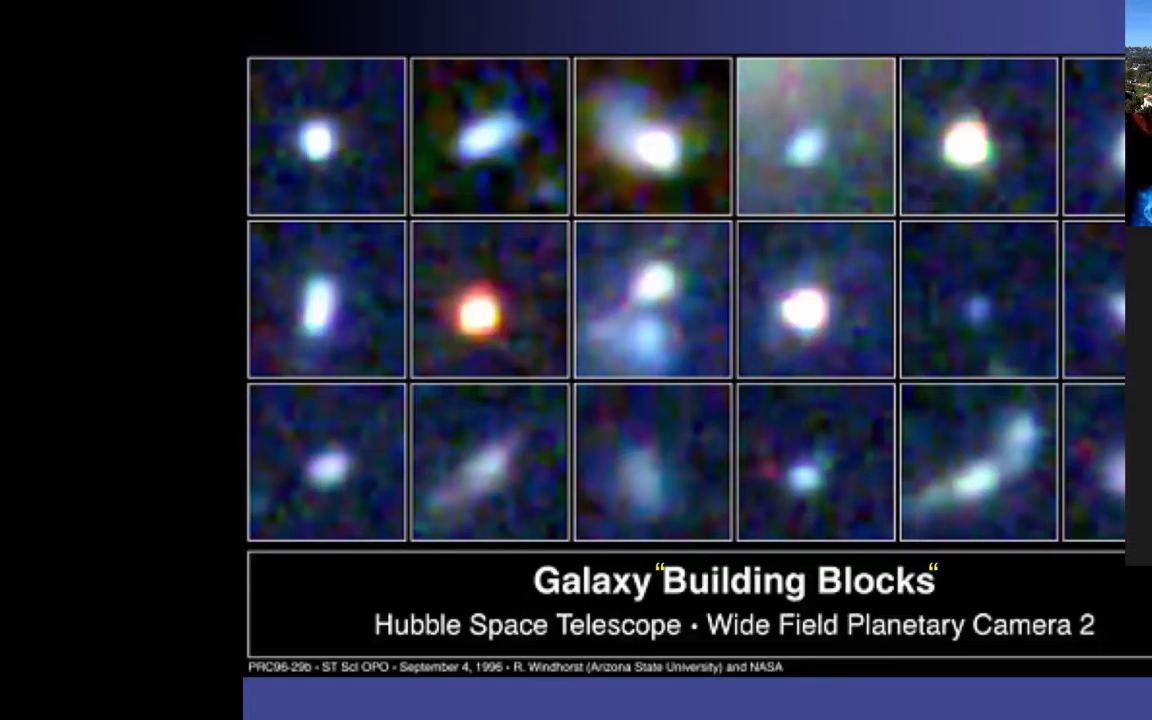 Galaxy “Building Blocks“
Hubble Space Telescope • Wide Field Planetary Camera 2
PRC96-29b • ST ScI OPO • September 4, 1996 • R. Windhorst (Arizona State University) and NASA